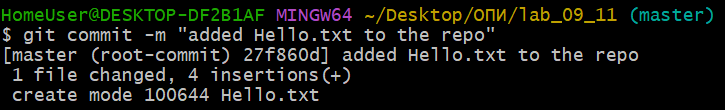 HomeUser@DESKTOP-DF2B1AF MINGW64 ~/Desktop/ОПИ/lab_09_11 (master)
$ git commit -m "added Hello.txt to the repo"
[master (root-commit) 27f860d] added Hello.txt to the repo
 1 file changed, 4 insertions(+)
 create mode 100644 Hello.txt